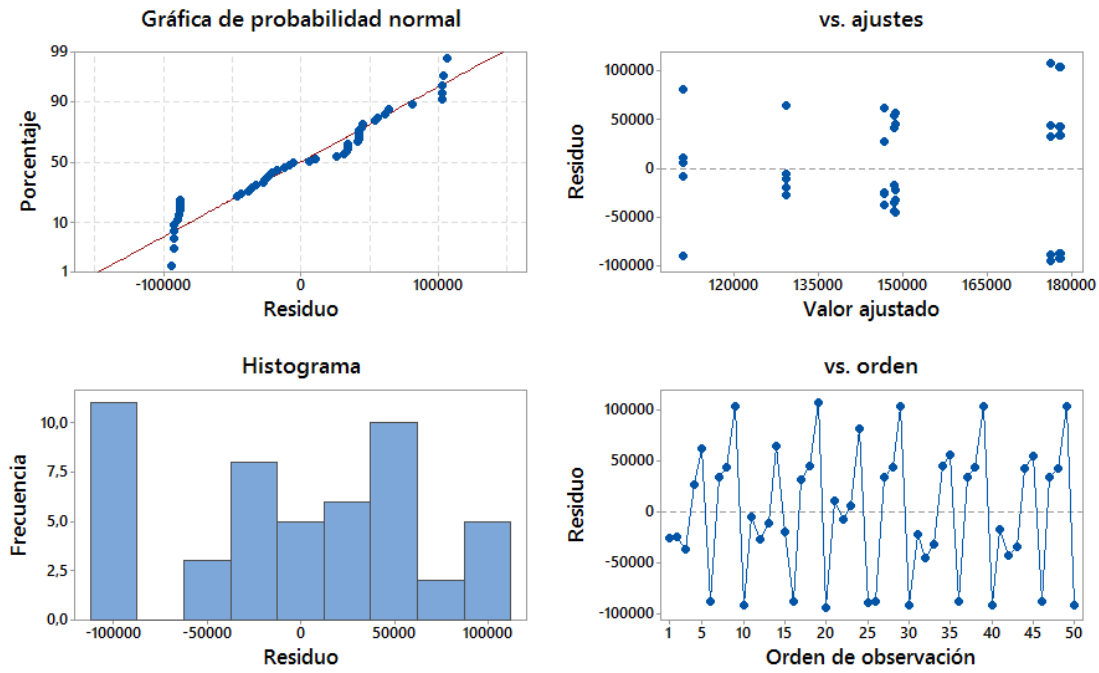 Gráfica de probabilidad normal
99
90
50
10
1
Porcentaje
-100000 0 100000
Residuo
vs. ajustes
100000
50000
0
-50000
-100000
Residuo
120000 135000 150000 165000 180000
Valor ajustado
Histograma
10,0
7,5
5,0
2,5
0,0
Frecuencia
-100000 -50000 0 50000 100000
Residuo
vs. orden
100000
50000
0
-50000
-100000
Residuo
1 5 10 15 20 25 30 35 40 45 50
Orden de observación